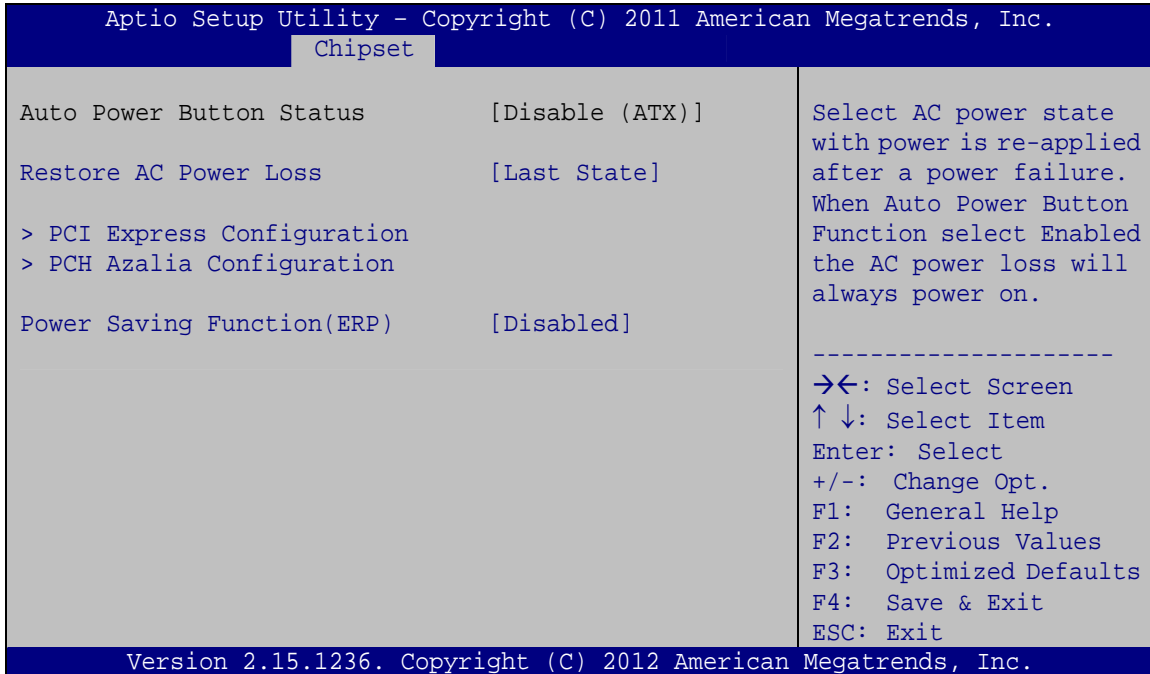 Aptio Setup Utility – Copyright (C) 2011 American Megatrends, Inc.
Chipset
Auto Power Button Status [Disable (ATX)]
Restore AC Power Loss [Last State]
> PCI Express Configuration
> PCH Azalia Configuration
Power Saving Function(ERP) [Disabled]
Select AC power state
with power is re-applied
after a power failure.
When Auto Power Button
Function select Enabled
the AC power loss will
always power on.
---------------------
→←: Select Screen
↑ ↓: Select Item
Enter: Select
+/-: Change Opt.
F1: General Help
F2: Previous Values
F3: Optimized Defaults
F4: Save & Exit
ESC: Exit
Version 2.15.1236. Copyright (C) 2012 American Megatrends, Inc.